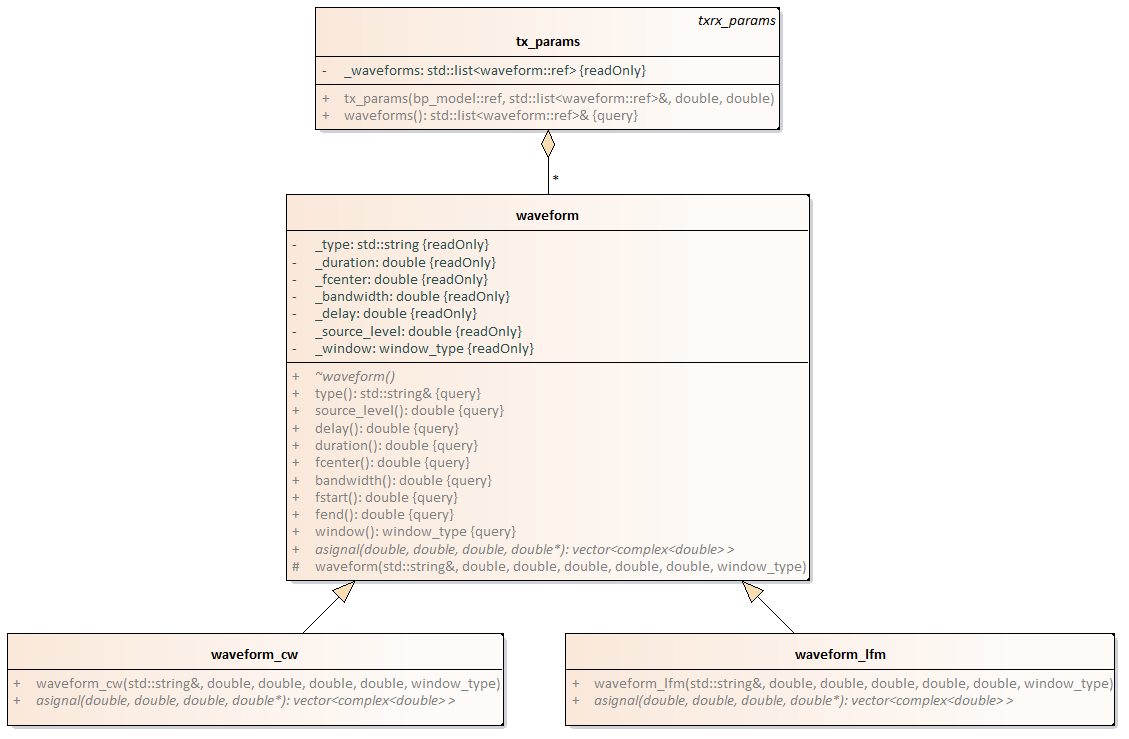 txrx_params
tx_params
- _waveforms: std::list<waveform::ref> {readOnly}
+ tx_params(bp_model::ref, std::list<waveform::ref>&, double, double)
+ waveforms(): std::list<waveform::ref>& {query}
*
waveform
- _type: std::string {readOnly}
- _duration: double {readOnly}
- _fcenter: double {readOnly}
- _bandwidth: double {readOnly}
- _delay: double {readOnly}
- _source_level: double {readOnly}
- _window: window_type {readOnly}
+ ~waveform()
+ type(): std::string& {query}
+ source_level(): double {query}
+ delay(): double {query}
+ duration(): double {query}
+ fcenter(): double {query}
+ bandwidth(): double {query}
+ fstart(): double {query}
+ fend(): double {query}
+ window(): window_type {query}
+ asignal(double, double, double, double*): vector<complex<double> >
# waveform(std::string&, double, double, double, double, double, window_type)
waveform_cw
+ waveform_cw(std::string&, double, double, double, double, window_type)
+ asignal(double, double, double, double*): vector<complex<double> >
waveform_lfm
+ waveform_lfm(std::string&, double, double, double, double, double, window_type)
+ asignal(double, double, double, double*): vector<complex<double> >